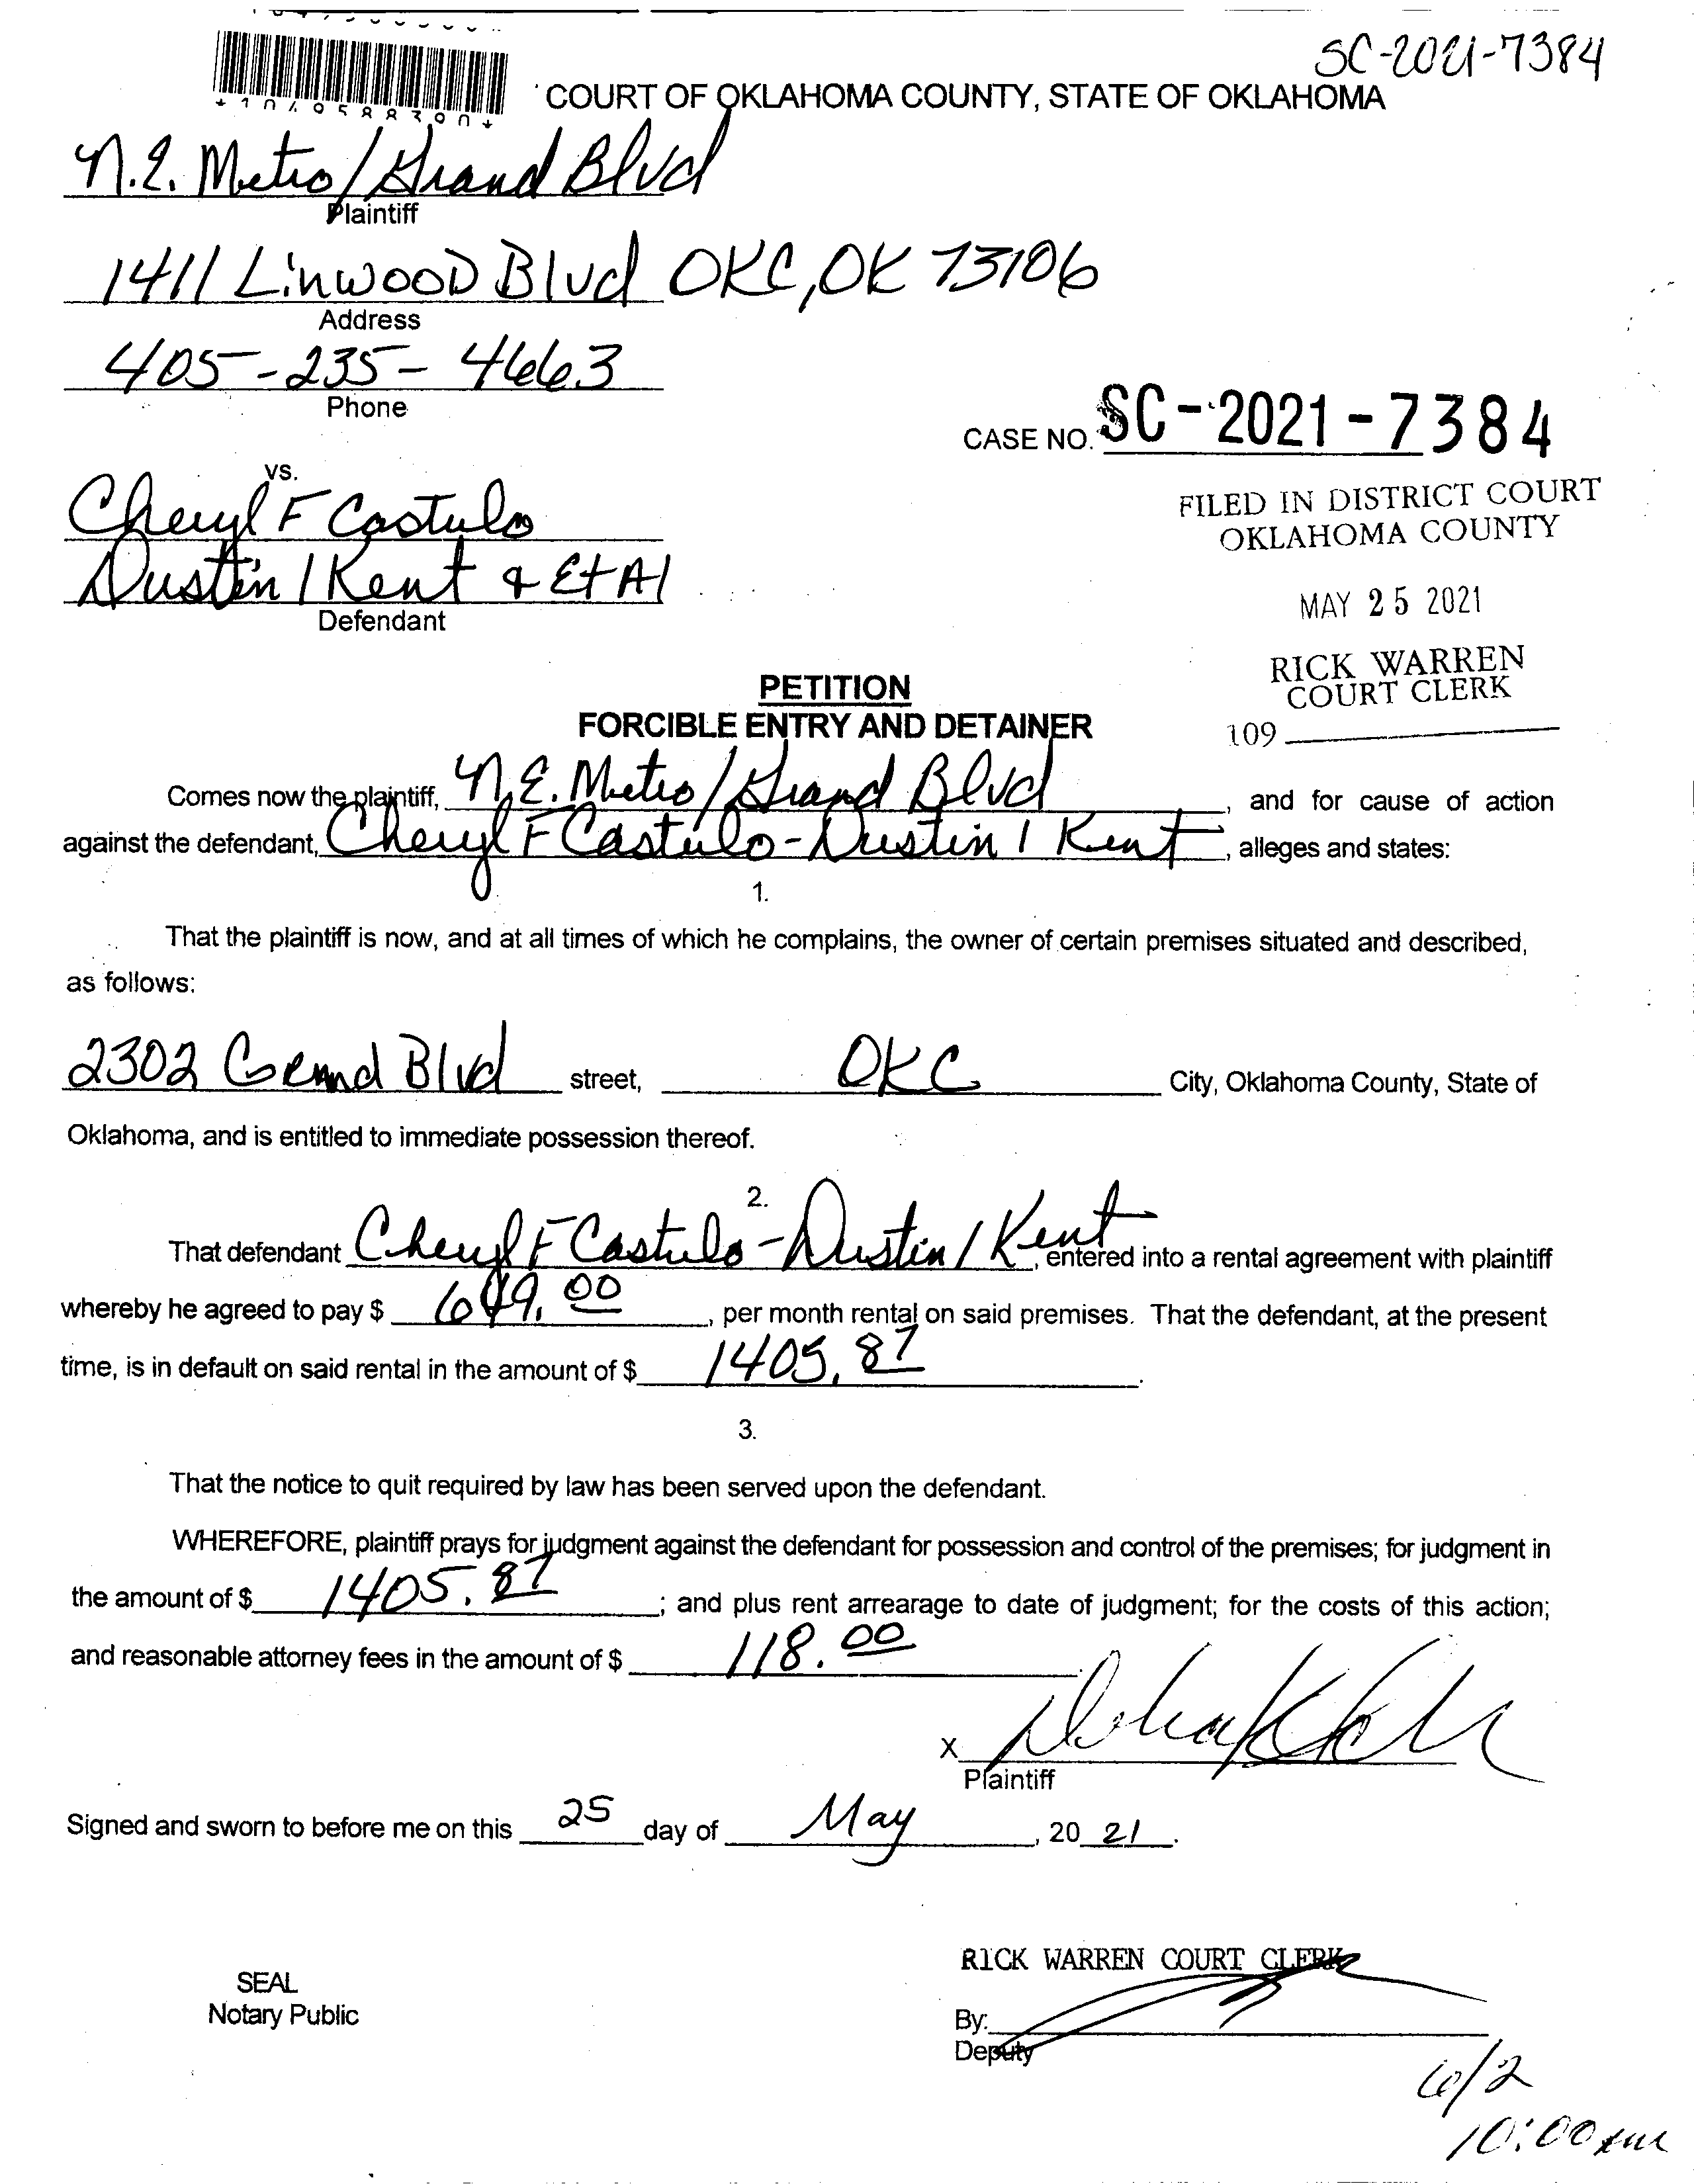 SC-2021-7384
COURT OF OKLAHOMA COUNTY, STATE OF OKLAHOMA
N.E. Metro/Grand Blvd
Plaintiff
1411 Linwood Blvd OKC, OK 73106
Address
405-235-4663
Phone
CASE NO. SC-2021-7384
vs.
Cheryl F Castulo
FILED IN DISTRICT COURT
OKLAHOMA COUNTY
Dustin / Kent & Et Al
Defendant
MAY 25 2021
RICK WARREN
COURT CLERK
109
PETITION
FORCIBLE ENTRY AND DETAINER
Comes now the plaintiff, N.E. Metro/Grand Blvd, and for cause of action
against the defendant, Cheryl F Castulo-Dustin / Kent, alleges and states:
1.
That the plaintiff is now, and at all times of which he complains, the owner of certain premises situated and described,
as follows:
2302 Grand Blvd street, OKC City, Oklahoma County, State of
Oklahoma, and is entitled to immediate possession thereof.
2.
That defendant Cheryl F Castulo-Dustin / Kent, entered into a rental agreement with plaintiff
whereby he agreed to pay $ , per month rental on said premises. That the defendant, at the present
time, is in default on said rental in the amount of $ 1405.87.
3.
That the notice to quit required by law has been served upon the defendant.
WHEREFORE, plaintiff prays for judgment against the defendant for possession and control of the premises; for judgment in
the amount of $ 1405.87; and plus rent arrearage to date of judgment; for the costs of this action;
and reasonable attorney fees in the amount of $ 118.00
X
Plaintiff
Signed and sworn to before me on this 25 day of May, 20 21.
RICK WARREN COURT CLERK
SEAL
Notary Public
By:
Deputy
6/2
10:00am